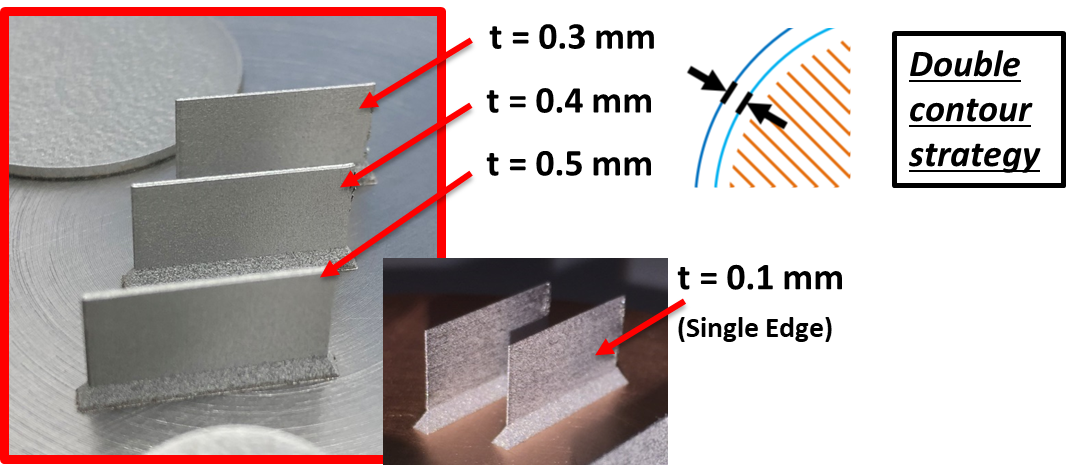 t = 0.3 mm
t = 0.4 mm
t = 0.5 mm
Double
contour
strategy
t = 0.1 mm
(Single Edge)